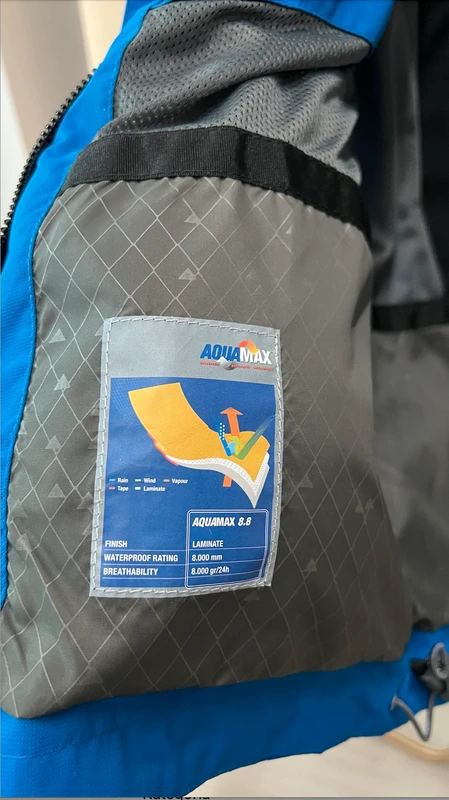 AQUAMAX
Rain Wind Vapour
Tape Laminate
AQUAMAX 8.8
FINISH LAMINATE
WATERPROOF RATING 8.000 mm
BREATHABILITY 8.000 gr/24h